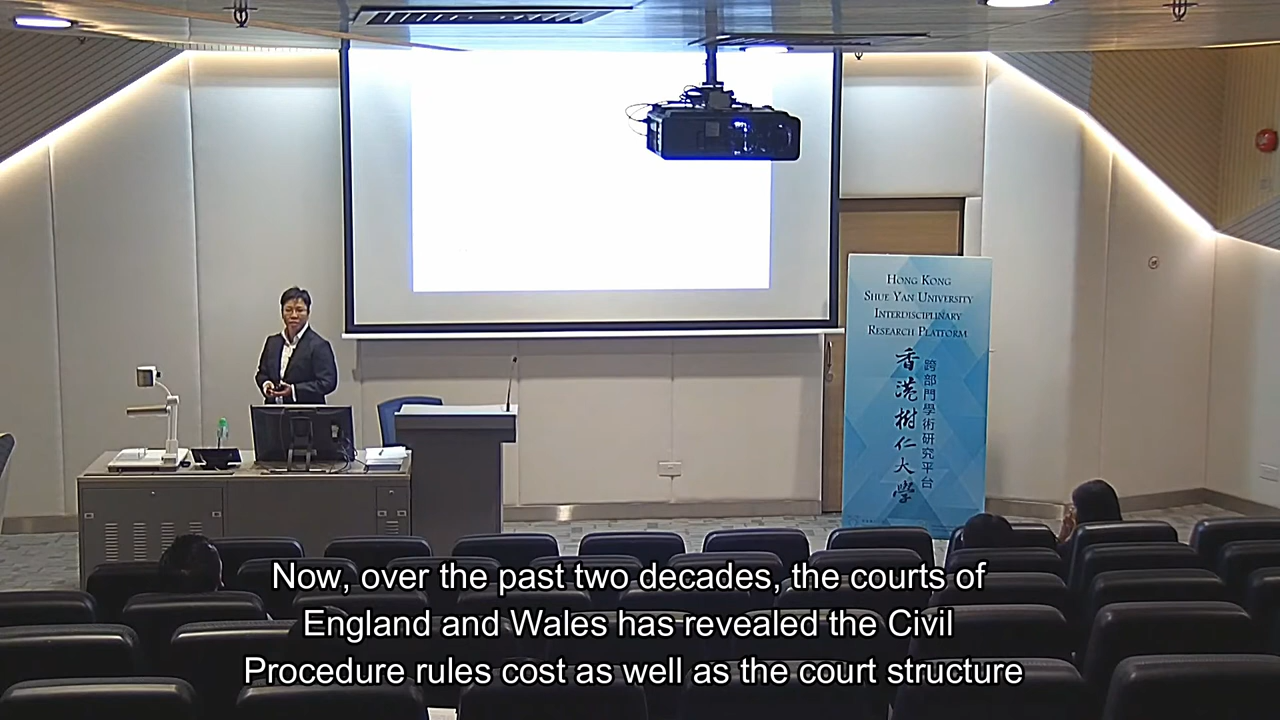 HONG KONG
SHUE YAN UNIVERSITY
INTERDISCIPLINARY
RESEARCH PLATFORM
香港樹仁大學
跨部門學術研究平台
Now, over the past two decades, the courts of
England and Wales has revealed the Civil
Procedure rules cost as well as the court structure